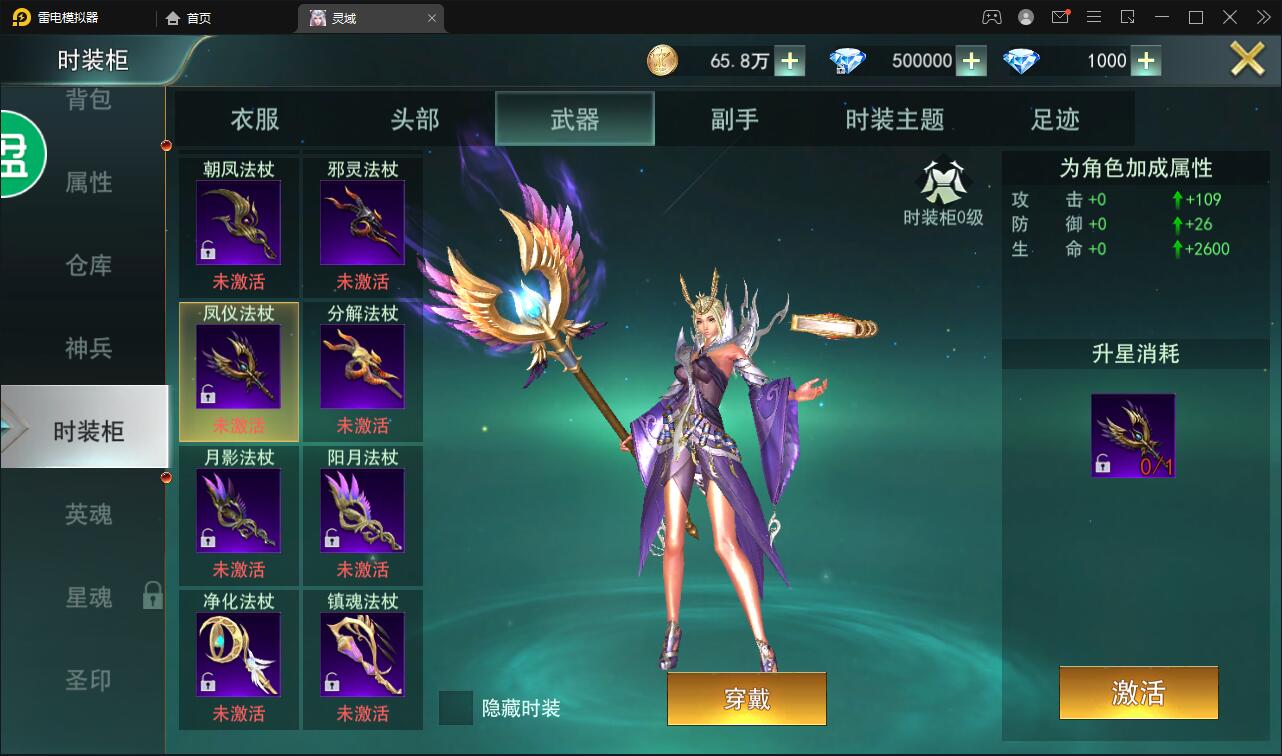 雷电模拟器
首页
灵域
时装柜
65.8万
500000
1000
背包
属性
仓库
神兵
时装柜
英魂
星魂
圣印
衣服
头部
武器
副手
时装主题
足迹
朝凤法杖
未激活
邪灵法杖
未激活
凤仪法杖
未激活
分解法杖
未激活
月影法杖
未激活
阳月法杖
未激活
净化法杖
未激活
镇魂法杖
未激活
时装柜0级
隐藏时装
穿戴
为角色加成属性
攻击 +0 +109
防御 +0 +26
生命 +0 +2600
升星消耗
0/1
激活